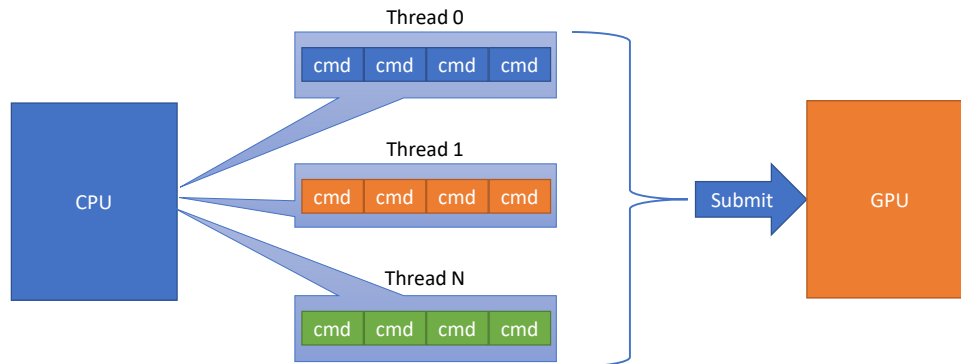 Thread 0
cmd cmd cmd cmd
Thread 1
CPU
cmd cmd cmd cmd
Submit
GPU
Thread N
cmd cmd cmd cmd